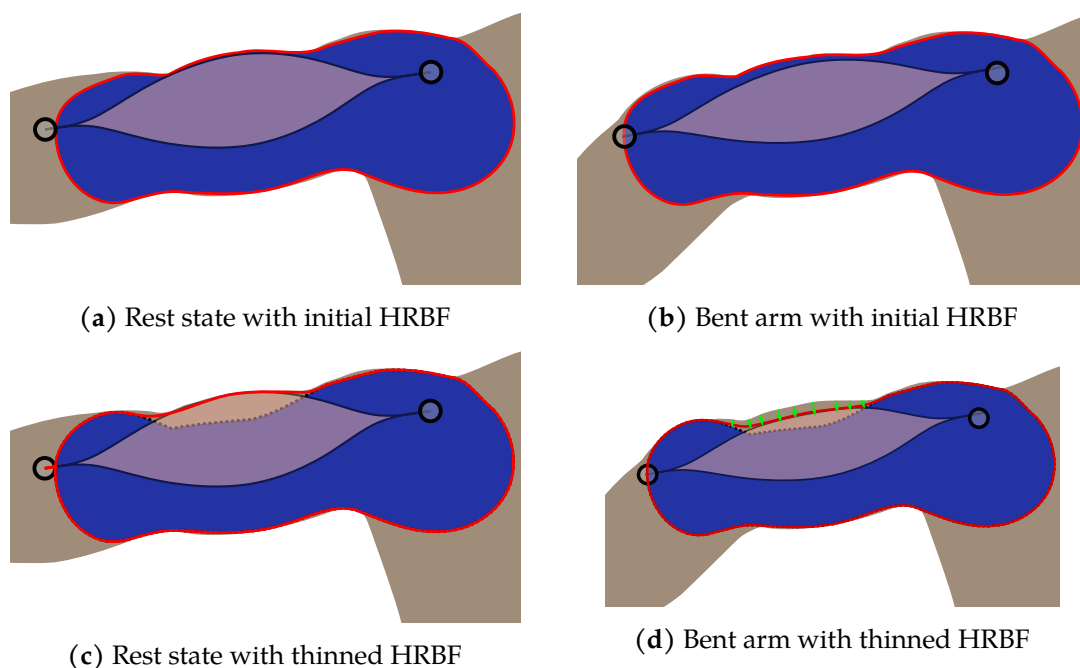 (a) Rest state with initial HRBF
(b) Bent arm with initial HRBF
(c) Rest state with thinned HRBF
(d) Bent arm with thinned HRBF